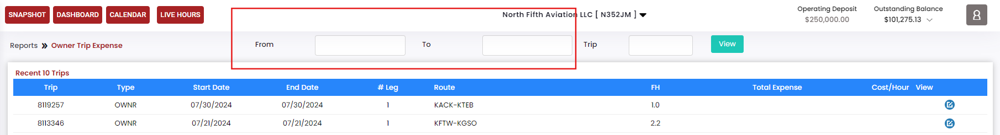 SNAPSHOT DASHBOARD CALENDAR LIVE HOURS North Fifth Aviation LLC [ N352JM ] Operating Deposit Outstanding Balance
$250,000.00 $101,275.13
Reports » Owner Trip Expense From To Trip View
Recent 10 Trips
Trip Type Start Date End Date # Leg Route FH Total Expense Cost/Hour View
8119257 OWNR 07/30/2024 07/30/2024 1 KACK-KTEB 1.0
8113346 OWNR 07/21/2024 07/21/2024 1 KFTW-KGSO 2.2